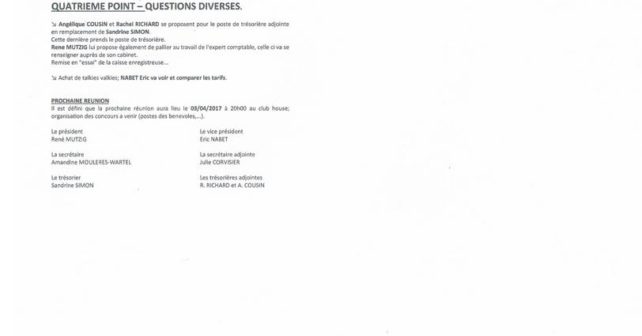 QUATRIEME POINT – QUESTIONS DIVERSES.
↘ Angélique COUSIN et Rachel RICHARD se proposent pour le poste de trésorière adjointe
en remplacement de Sandrine SIMON.
Cette dernière prends le poste de trésorière.
Rene MUTZIG lui propose également de pallier au travail de l'expert comptable, celle ci va se
renseigner auprès de son cabinet.
Remise en "essai" de la caisse enregistreuse...
↘ Achat de talkies valkies; NABET Eric va voir et comparer les tarifs.
PROCHAINE REUNION
Il est défini que la prochaine réunion aura lieu le 09/04/2017 à 20h00 au club house;
organisation des concours a venir (postes des benevoles,...).
Le président
René MUTZIG
Le vice président
Eric NABET
La secrétaire
Amandine MOULERES-WARTEL
La secrétaire adjointe
Julie CORVISIER
Le trésorier
Sandrine SIMON
Les trésorières adjointes
R. RICHARD et A. COUSIN